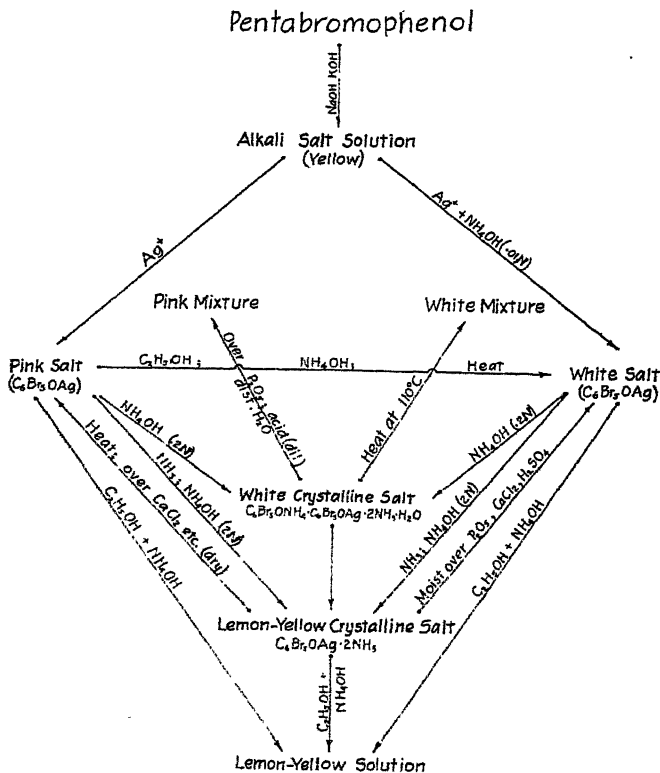 Pentabromophenol
NaOH KOH
Alkali Salt Solution
(Yellow)
Ag⁺
Ag⁺ + NH₄OH (.01N)
Pink Mixture
White Mixture
Over P₂O₅; acid (dil)
dist. H₂O
Heat at 110°C
Pink Salt
(C₆Br₅OAg)
C₂H₅OH;
NH₄OH;
Heat
White Salt
(C₆Br₅OAg)
NH₄OH (.2N)
NH₄OH (.2N)
White Crystalline Salt
C₆Br₅ONH₄·C₆Br₅OAg·2NH₃·H₂O
NH₃; NH₄OH (2N)
Heat; over CaCl₂ etc. (dry)
C₂H₅OH + NH₄OH
NH₃; NH₄OH (2N)
Moist over P₂O₅, CaCl₂, H₂SO₄
C₂H₅OH + NH₄OH
Lemon-Yellow Crystalline Salt
C₆Br₅OAg·2NH₃
C₂H₅OH +
NH₄OH
Lemon-Yellow Solution